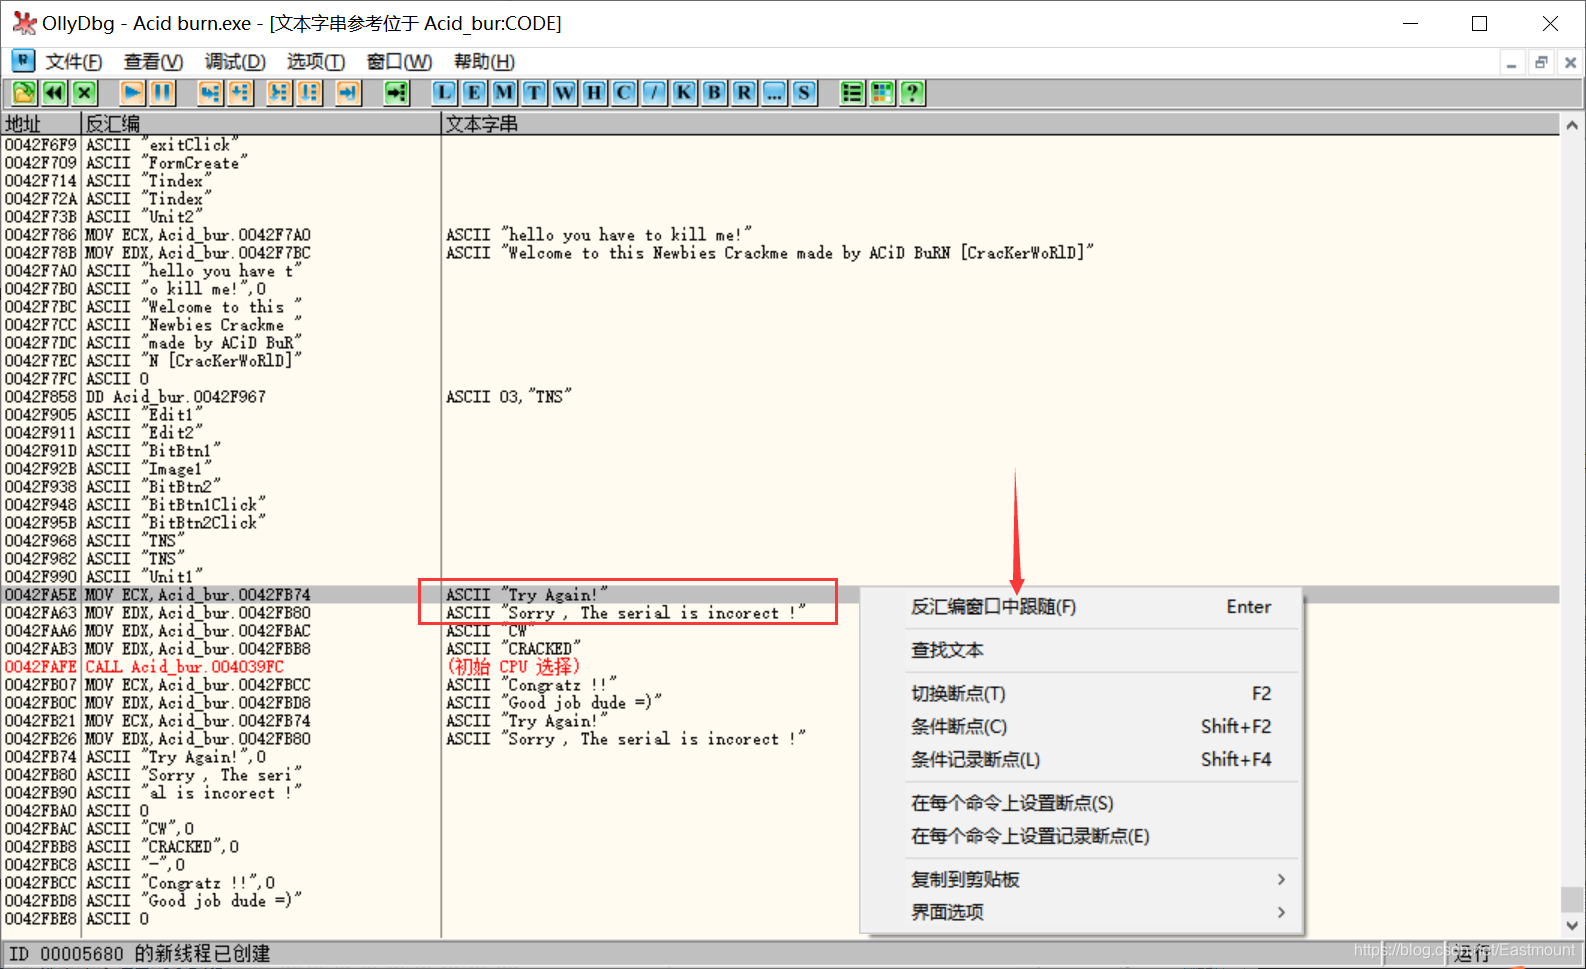 OllyDbg - Acid burn.exe - [文本字串参考位于 Acid_bur:CODE]
文件(F) 查看(V) 调试(D) 选项(T) 窗口(W) 帮助(H)
L E M T W H C / K B R ... S ?
地址 反汇编 文本字串
0042F6F9 ASCII "exitClick"
0042F709 ASCII "FormCreate"
0042F714 ASCII "Tindex"
0042F72A ASCII "Tindex"
0042F73B ASCII "Unit2"
0042F786 MOV ECX,Acid_bur.0042F7A0 ASCII "hello you have to kill me!"
0042F78B MOV EDX,Acid_bur.0042F7BC ASCII "Welcome to this Newbies Crackme made by ACiD BuRN [CracKerWoRlD]"
0042F7A0 ASCII "hello you have t"
0042F7B0 ASCII "o kill me!",0
0042F7BC ASCII "Welcome to this "
0042F7CC ASCII "Newbies Crackme "
0042F7DC ASCII "made by ACiD BuR"
0042F7EC ASCII "N [CracKerWoRlD]"
0042F7FC ASCII 0
0042F858 DD Acid_bur.0042F967 ASCII 03,"TNS"
0042F905 ASCII "Edit1"
0042F911 ASCII "Edit2"
0042F91D ASCII "BitBtn1"
0042F92B ASCII "Image1"
0042F938 ASCII "BitBtn2"
0042F948 ASCII "BitBtn1Click"
0042F95B ASCII "BitBtn2Click"
0042F968 ASCII "TNS"
0042F982 ASCII "TNS"
0042F990 ASCII "Unit1"
0042FA5E MOV ECX,Acid_bur.0042FB74 ASCII "Try Again!"
0042FA63 MOV EDX,Acid_bur.0042FB80 ASCII "Sorry , The serial is incorect !"
0042FAA6 MOV EDX,Acid_bur.0042FBAC ASCII "CW"
0042FAB3 MOV EDX,Acid_bur.0042FBB8 ASCII "CRACKED"
0042FAFE CALL Acid_bur.004039FC (初始 CPU 选择)
0042FB07 MOV ECX,Acid_bur.0042FBCC ASCII "Congratz !!"
0042FB0C MOV EDX,Acid_bur.0042FBD8 ASCII "Good job dude =)"
0042FB21 MOV ECX,Acid_bur.0042FB74 ASCII "Try Again!"
0042FB26 MOV EDX,Acid_bur.0042FB80 ASCII "Sorry , The serial is incorect !"
0042FB74 ASCII "Try Again!",0
0042FB80 ASCII "Sorry , The seri"
0042FB90 ASCII "al is incorect !"
0042FBA0 ASCII 0
0042FBAC ASCII "CW",0
0042FBB8 ASCII "CRACKED",0
0042FBC8 ASCII "-",0
0042FBCC ASCII "Congratz !!",0
0042FBD8 ASCII "Good job dude =)"
0042FBE8 ASCII 0
反汇编窗口中跟随(F) Enter
查找文本
切换断点(T) F2
条件断点(C) Shift+F2
条件记录断点(L) Shift+F4
在每个命令上设置断点(S)
在每个命令上设置记录断点(E)
复制到剪贴板
界面选项
ID 00005680 的新线程已创建 运行
https://blog.csdn.net/Eastmount